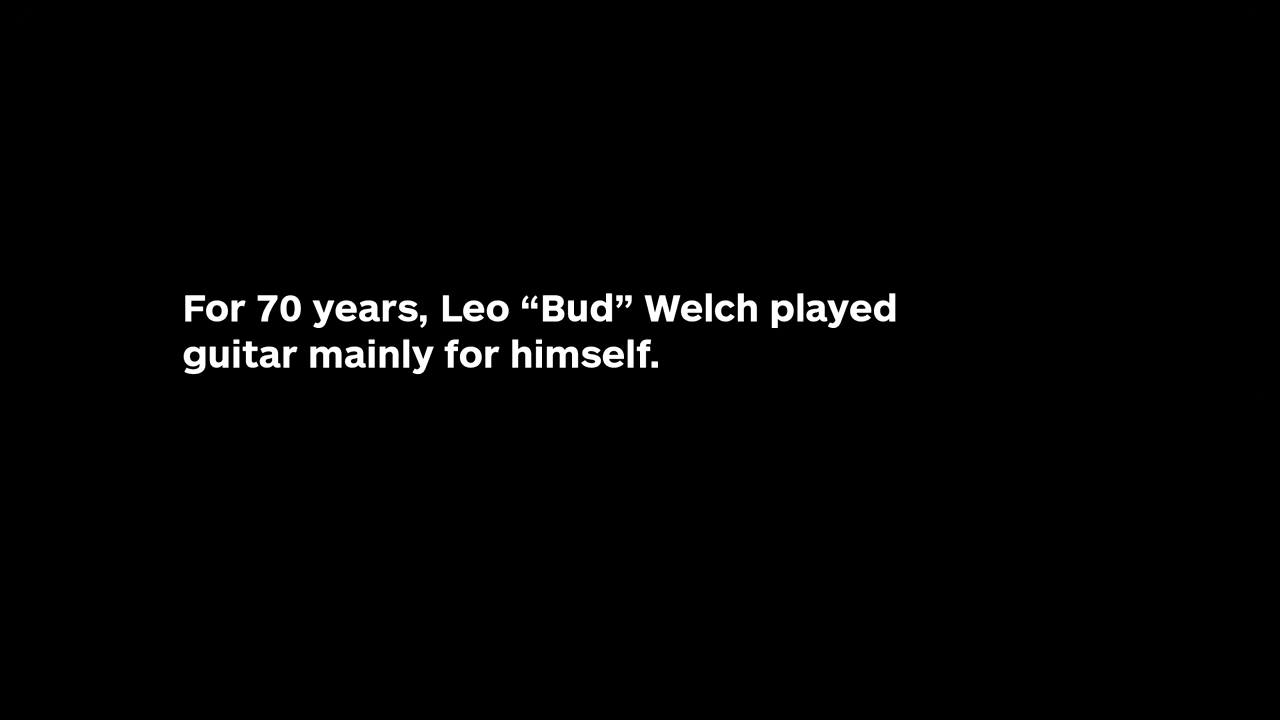 For 70 years, Leo “Bud” Welch played
guitar mainly for himself.